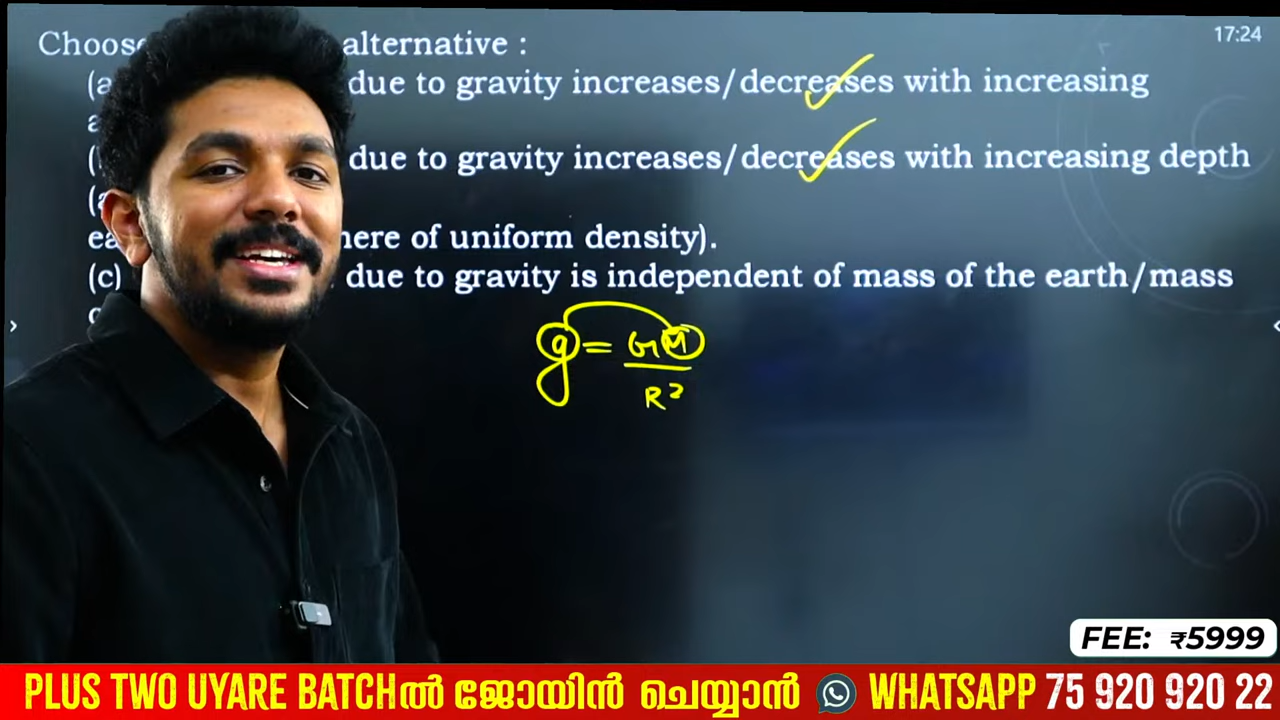 17:24
Choose alternative :
(a due to gravity increases/decreases with increasing
a
( due to gravity increases/decreases with increasing depth
(a
ea here of uniform density).
(c) due to gravity is independent of mass of the earth/mass
g = GM
R²
FEE: ₹5999
PLUS TWO UYARE BATCHൽ ജോയിൻ ചെയ്യാൻ WHATSAPP 75 920 920 22